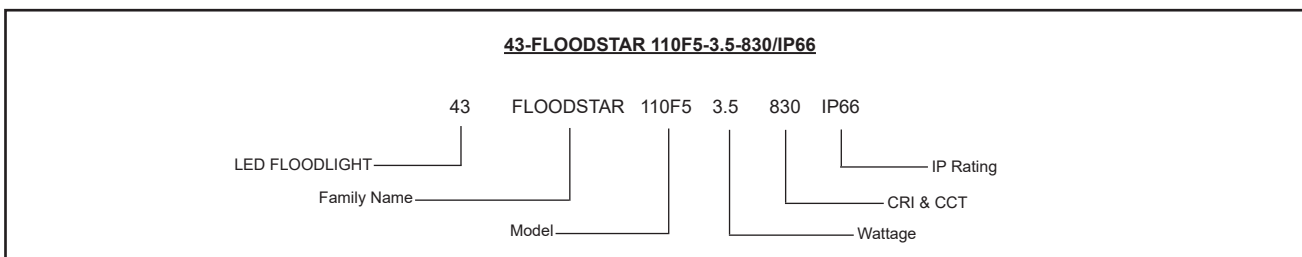 43-FLOODSTAR 110F5-3.5-830/IP66
43 FLOODSTAR 110F5 3.5 830 IP66
LED FLOODLIGHT IP Rating
Family Name CRI & CCT
Model Wattage